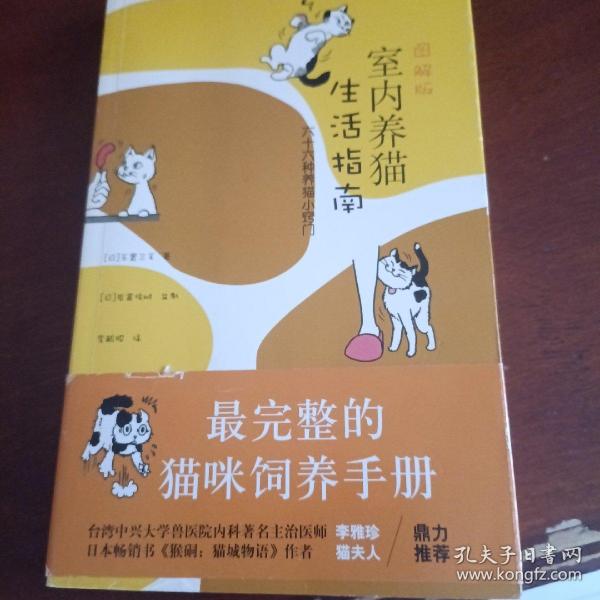 图解版
室内养猫
生活指南
六十六种养猫小窍门
著
译
最完整的
猫咪饲养手册
台湾中兴大学兽医院内科著名主治医师 李雅珍
日本畅销书《猴硐：猫城物语》作者 猫夫人
鼎力
推荐
孔夫子旧书网
www.kongfz.com